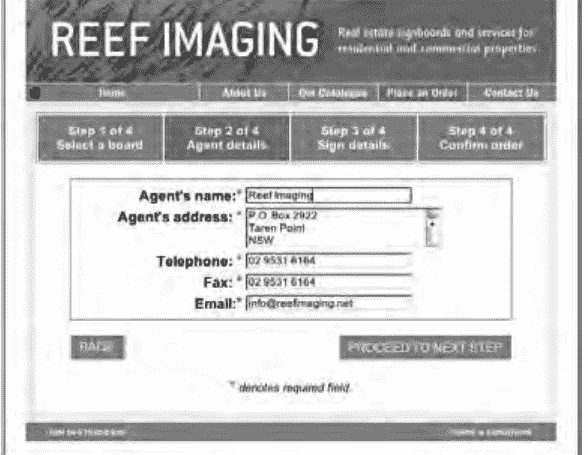 REEF IMAGING
Real estate signboards and services for
residential and commercial properties
Home About Us Our Catalogue Place an Order Contact Us
Step 1 of 4 Step 2 of 4 Step 3 of 4 Step 4 of 4
Select a board Agent details Sign details Confirm order
Agent's name:* Reef Imaging
Agent's address: * P.O. Box 2922
Taren Point
NSW
Telephone: * 02 9531 6164
Fax: * 02 9531 6164
Email:* info@reefimaging.net
BACK PROCEED TO NEXT STEP
* denotes required field.
TERMS & CONDITIONS